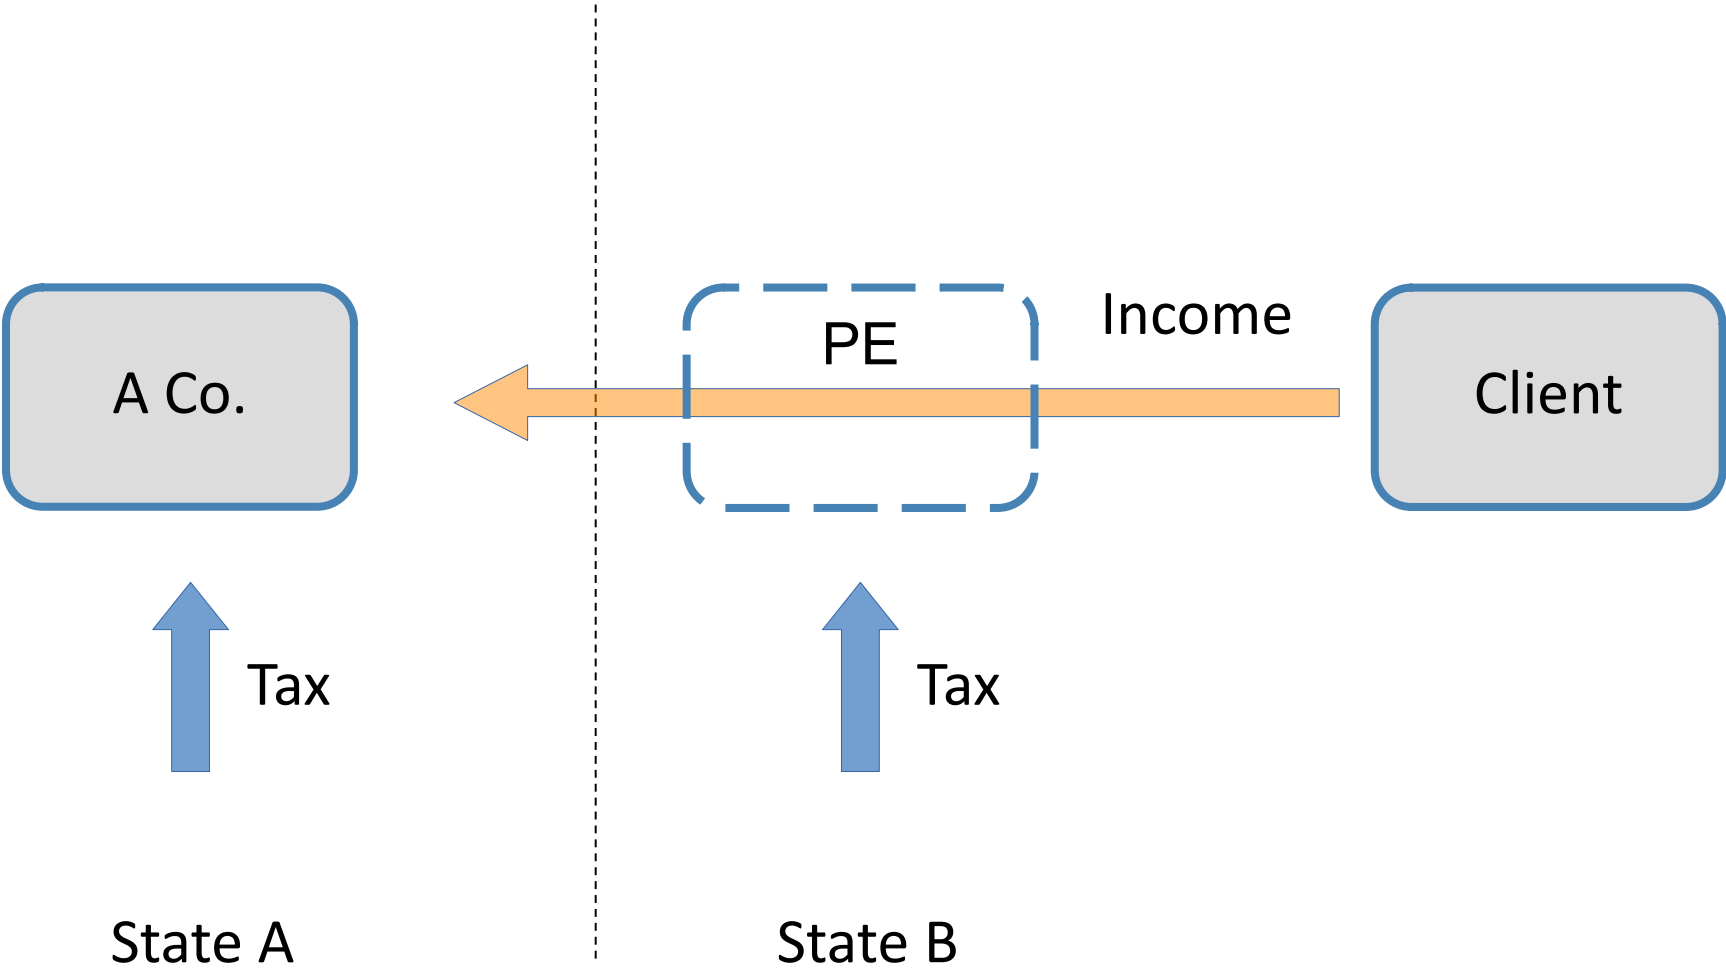 Income
PE
A Co.
Client
Tax
Tax
State A
State B